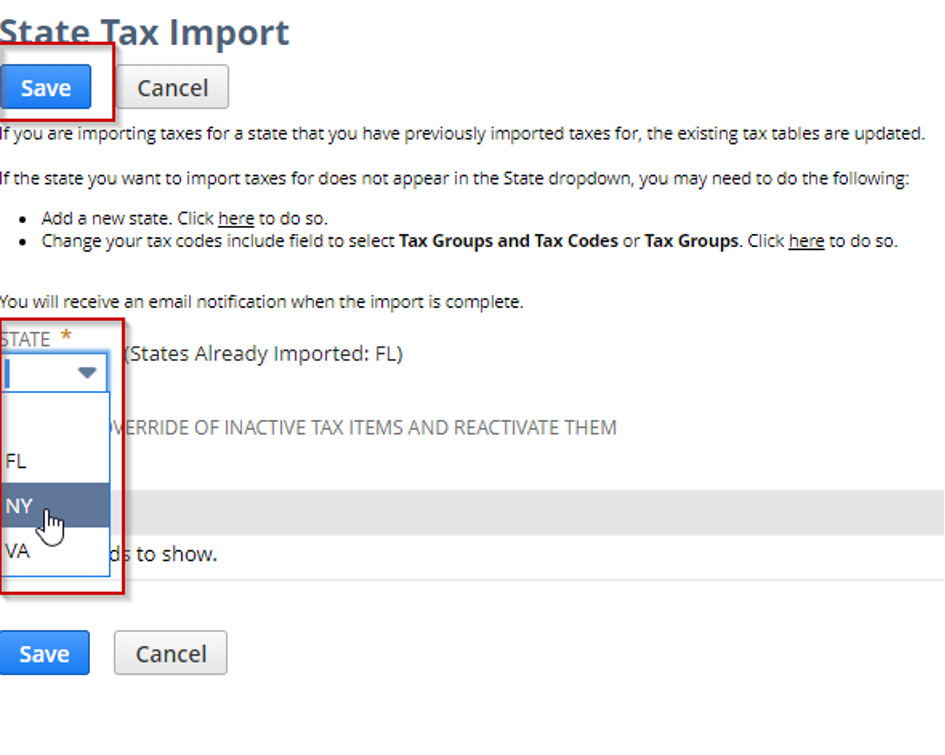 State Tax Import
Save Cancel
If you are importing taxes for a state that you have previously imported taxes for, the existing tax tables are updated.
If the state you want to import taxes for does not appear in the State dropdown, you may need to do the following:
• Add a new state. Click here to do so.
• Change your tax codes include field to select Tax Groups and Tax Codes or Tax Groups. Click here to do so.
You will receive an email notification when the import is complete.
STATE *
(States Already Imported: FL)
VERRIDE OF INACTIVE TAX ITEMS AND REACTIVATE THEM
FL
NY
VA
ds to show.
Save Cancel